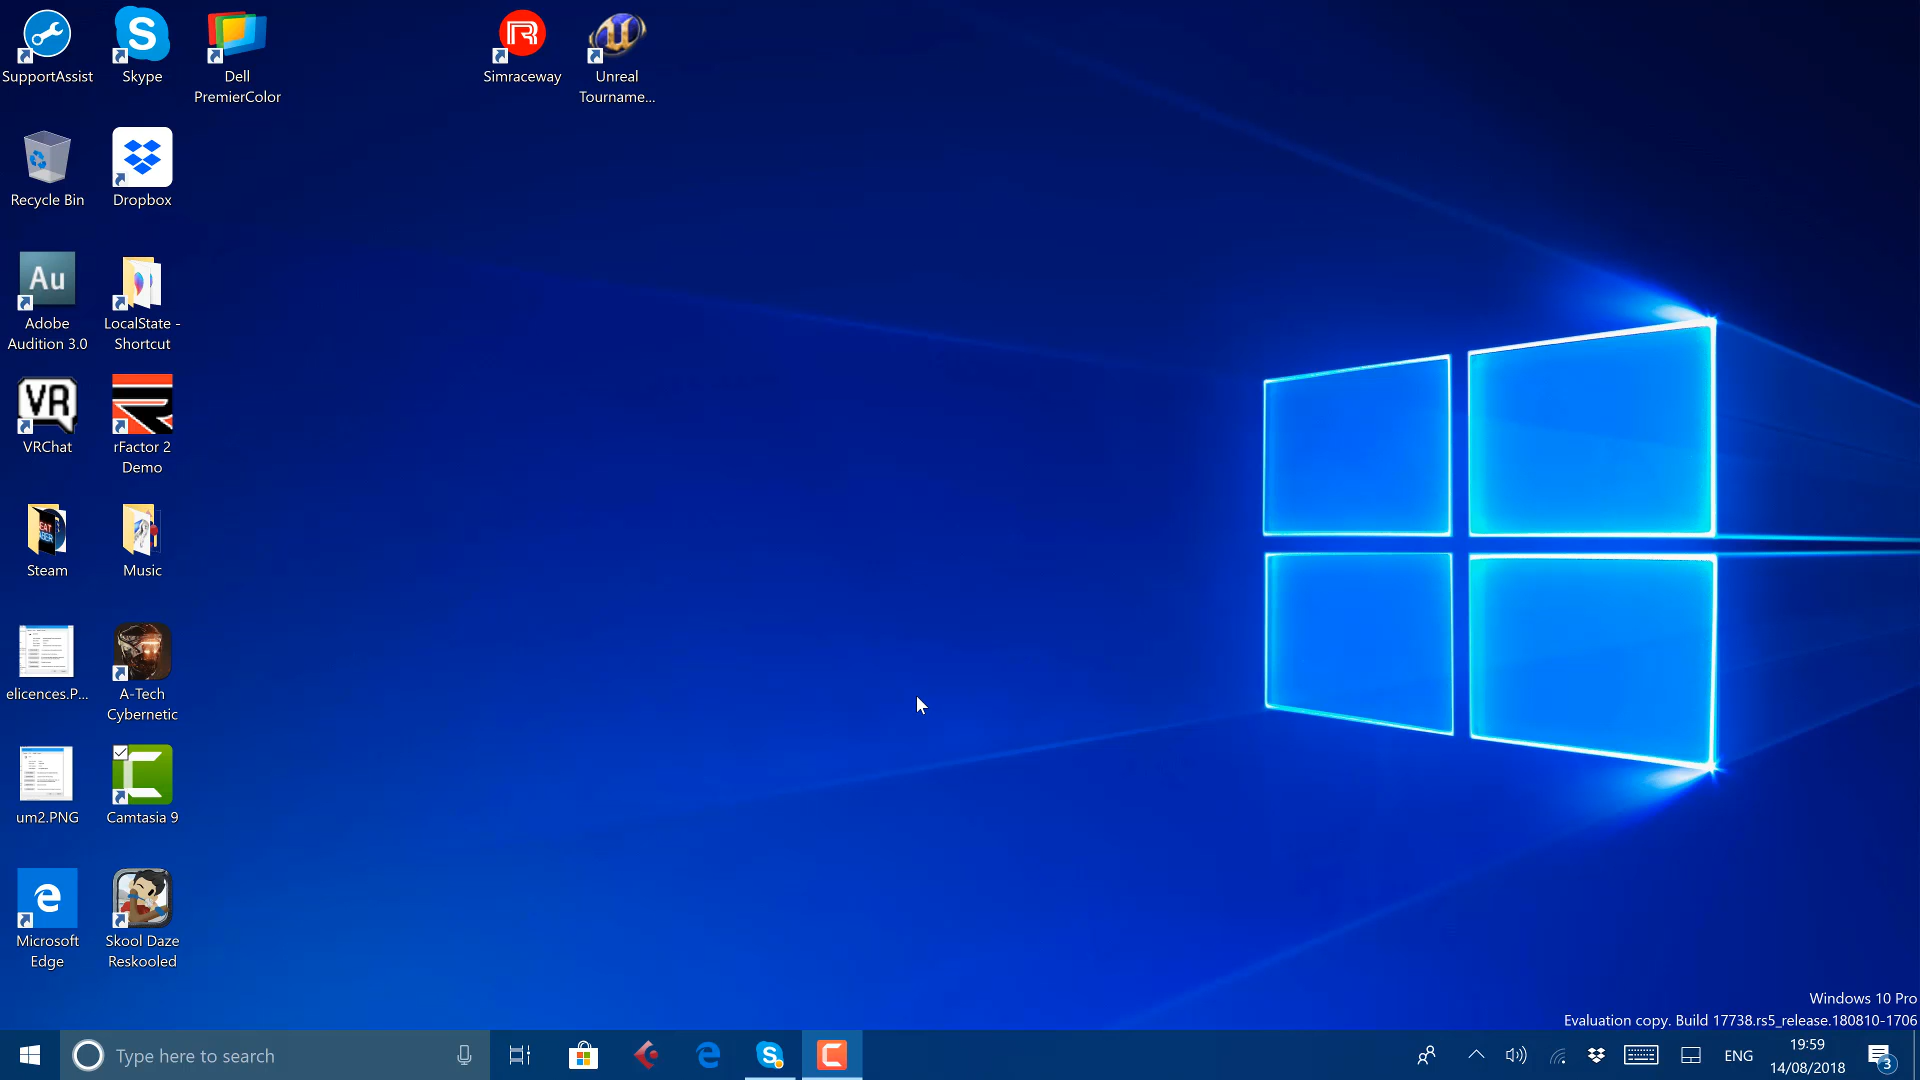 SupportAssist
Skype
Dell
PremierColor
Simraceway
Unreal
Tourname...
Recycle Bin
Dropbox
Au
Adobe
Audition 3.0
LocalState -
Shortcut
VR
VRChat
rFactor 2
Demo
Steam
Music
elicences.P...
A-Tech
Cybernetic
um2.PNG
Camtasia 9
Microsoft
Edge
Skool Daze
Reskooled
Windows 10 Pro
Evaluation copy. Build 17738.rs5_release.180810-1706
Type here to search
ENG
19:59
14/08/2018
3